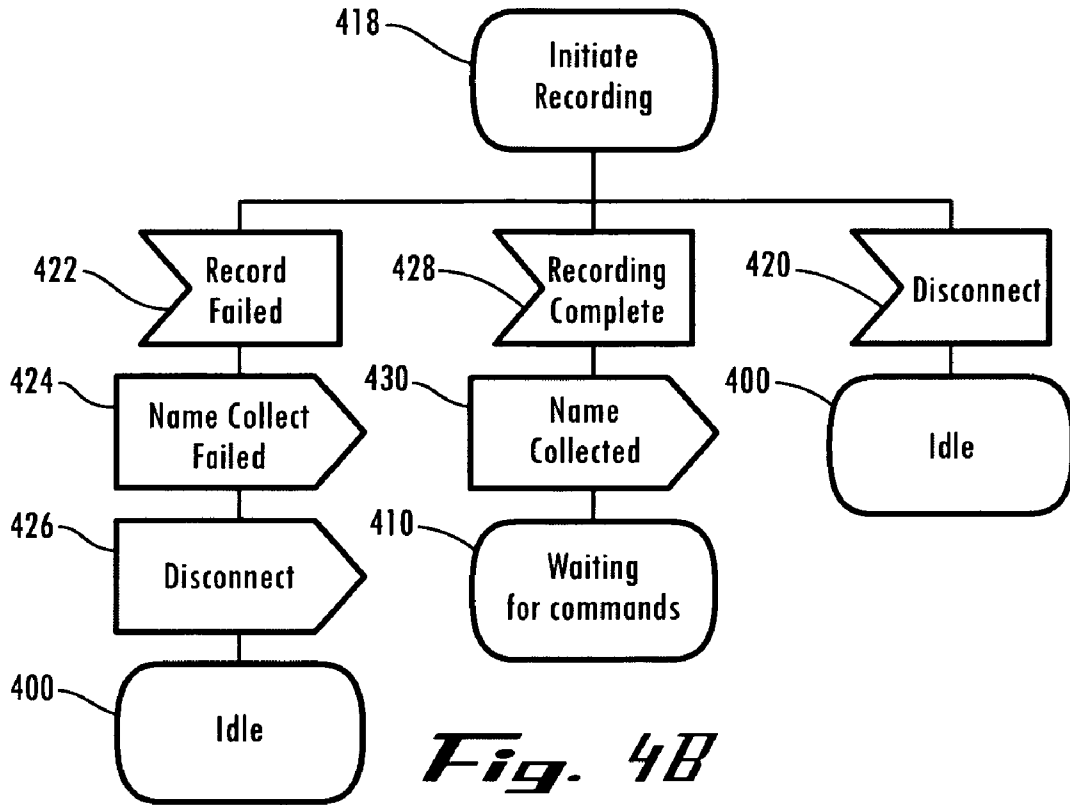 418
Initiate
Recording
422
Record
Failed
428
Recording
Complete
420
Disconnect
424
Name Collect
Failed
430
Name
Collected
400
Idle
426
Disconnect
410
Waiting
for commands
400
Idle
Fig. 4B